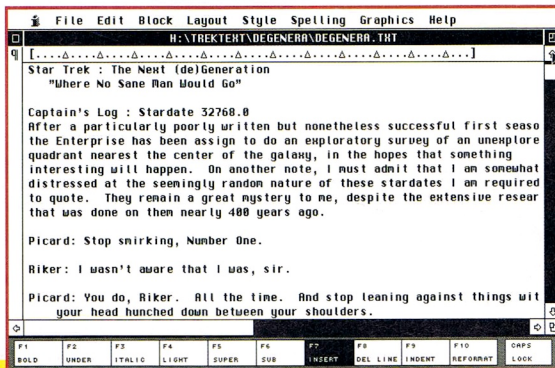 File Edit Block Layout Style Spelling Graphics Help
H:\TREKTEXT\DEGENERA\DEGENERA.TXT
[....Δ....Δ....Δ....Δ....Δ....Δ....Δ....Δ....Δ....Δ....Δ....Δ...]
Star Trek : The Next (de)Generation
"Where No Sane Man Would Go"
Captain's Log : Stardate 32768.0
After a particularly poorly written but nonetheless successful first seaso
the Enterprise has been assign to do an exploratory survey of an unexplore
quadrant nearest the center of the galaxy, in the hopes that something
interesting will happen. On another note, I must admit that I am somewhat
distressed at the seemingly random nature of these stardates I am required
to quote. They remain a great mystery to me, despite the extensive resear
that was done on them nearly 400 years ago.
Picard: Stop smirking, Number One.
Riker: I wasn't aware that I was, sir.
Picard: You do, Riker. All the time. And stop leaning against things wit
your head hunched down between your shoulders.
F1 F2 F3 F4 F5 F6 F7 F8 F9 F10 CAPS
BOLD UNDER ITALIC LIGHT SUPER SUB INSERT DEL LINE INDENT REFORMAT LOCK